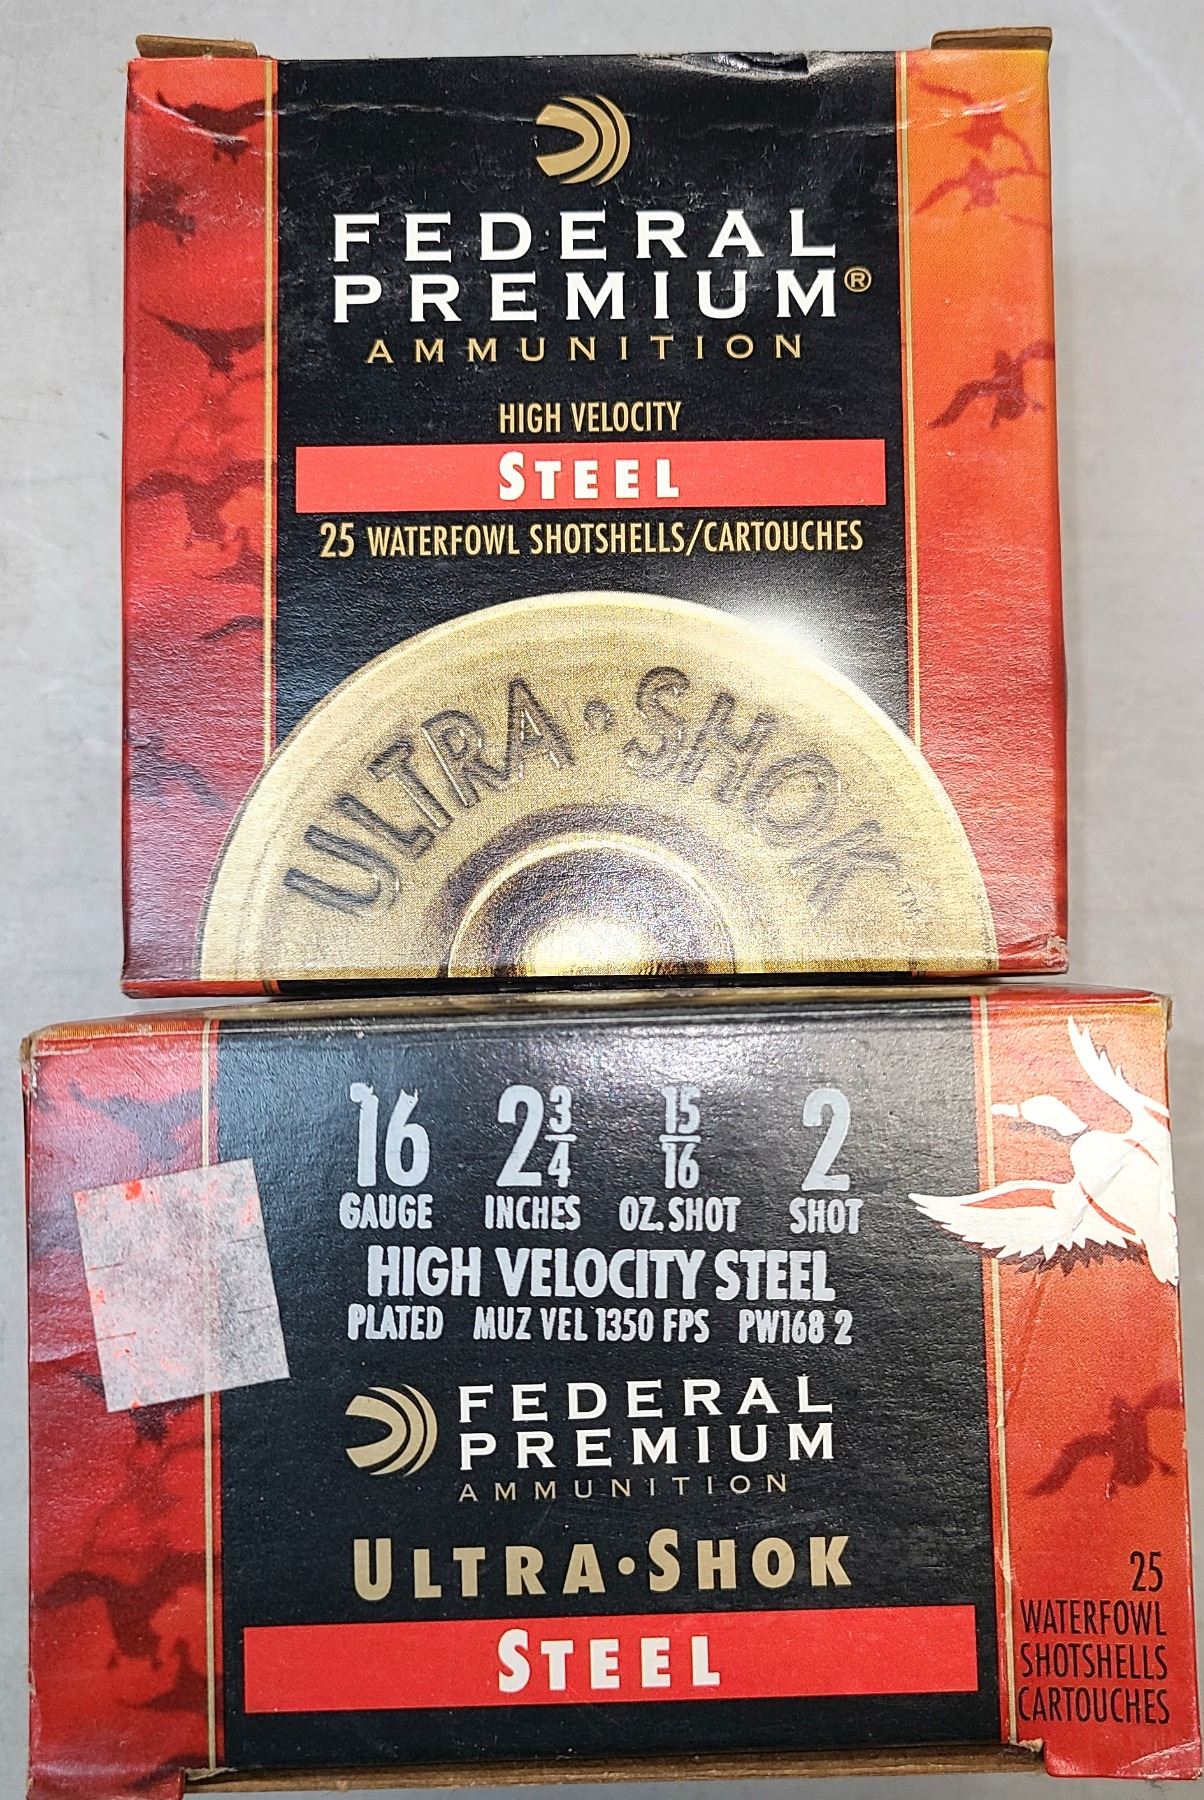 FEDERAL
PREMIUM®
AMMUNITION
HIGH VELOCITY
STEEL
25 WATERFOWL SHOTSHELLS/CARTOUCHES
ULTRA·SHOK™
16 2 3/4 15/16 2
GAUGE INCHES OZ. SHOT SHOT
HIGH VELOCITY STEEL
PLATED MUZ VEL 1350 FPS PW168 2
FEDERAL
PREMIUM
AMMUNITION
ULTRA·SHOK
STEEL
25
WATERFOWL
SHOTSHELLS
CARTOUCHES